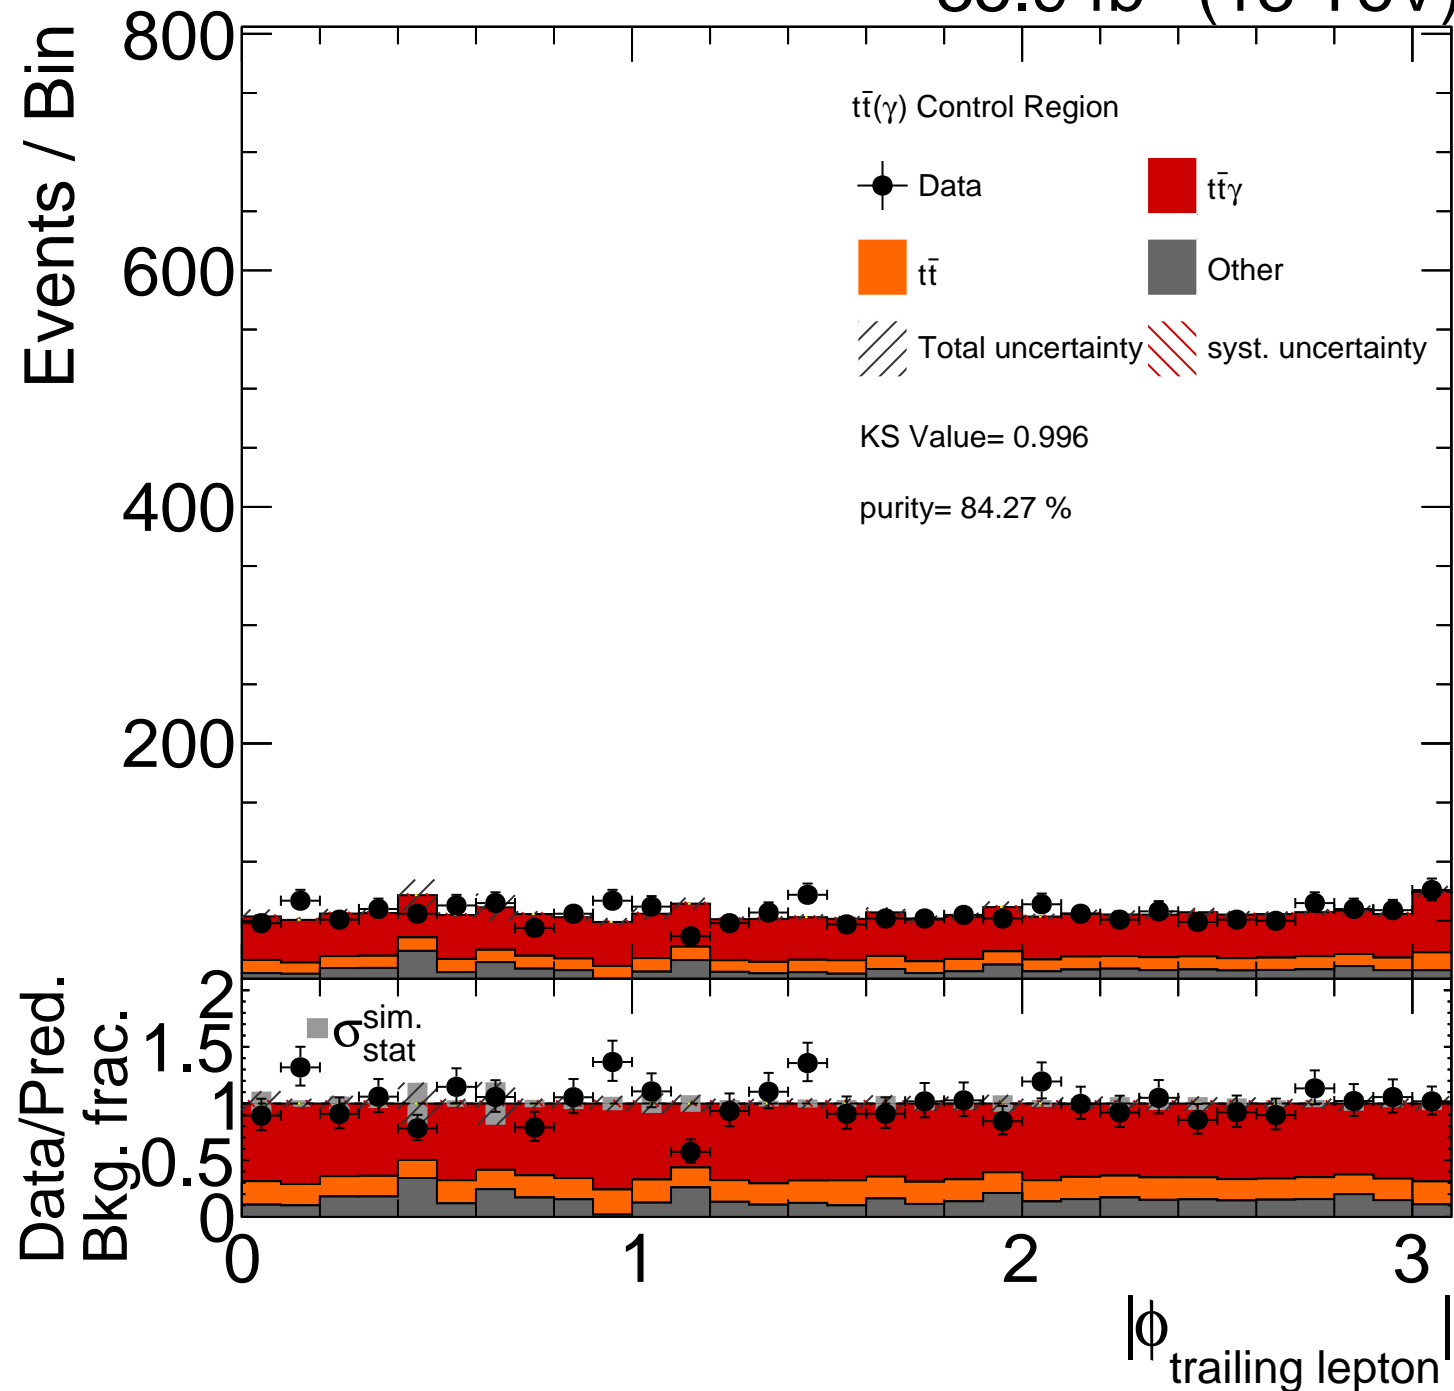 800
600
400
200
Events / Bin
tt̄(γ) Control Region
Data
tt̄γ
tt̄
Other
Total uncertainty
syst. uncertainty
KS Value= 0.996
purity= 84.27 %
Data/Pred.
Bkg. frac.
2
1.5
1
0.5
0
σ stat sim.
0 1 2 3
|ϕ trailing lepton|